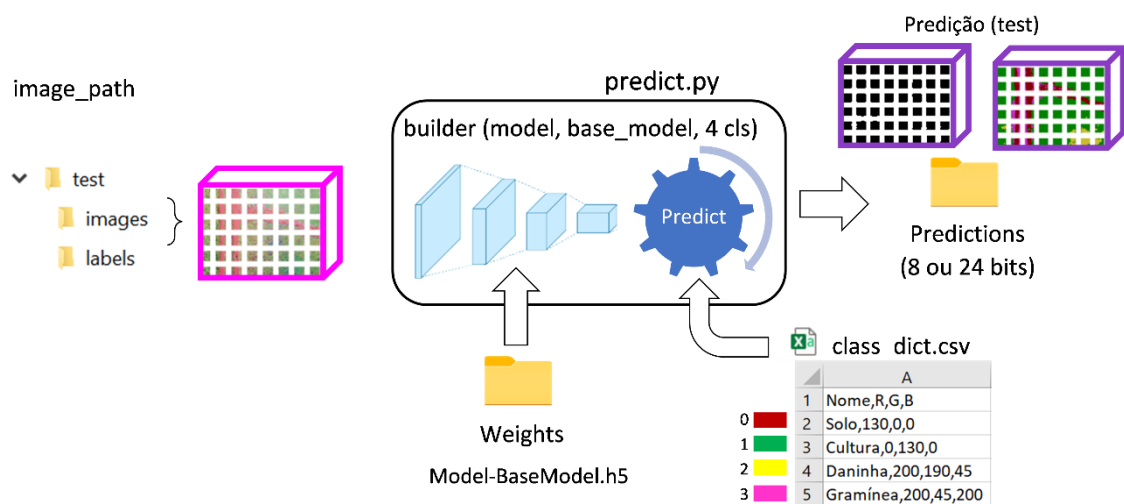 Predição (test)
image_path
predict.py
builder (model, base_model, 4 cls)
test
images
labels
Predict
Predictions
(8 ou 24 bits)
class_dict.csv
A
1 Nome,R,G,B
0 2 Solo,130,0,0
1 3 Cultura,0,130,0
2 4 Daninha,200,190,45
3 5 Gramínea,200,45,200
Weights
Model-BaseModel.h5